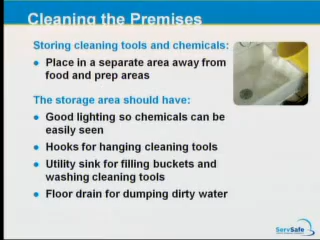 Cleaning the Premises
Storing cleaning tools and chemicals:
● Place in a separate area away from
food and prep areas
The storage area should have:
● Good lighting so chemicals can be
easily seen
● Hooks for hanging cleaning tools
● Utility sink for filling buckets and
washing cleaning tools
● Floor drain for dumping dirty water
ServSafe